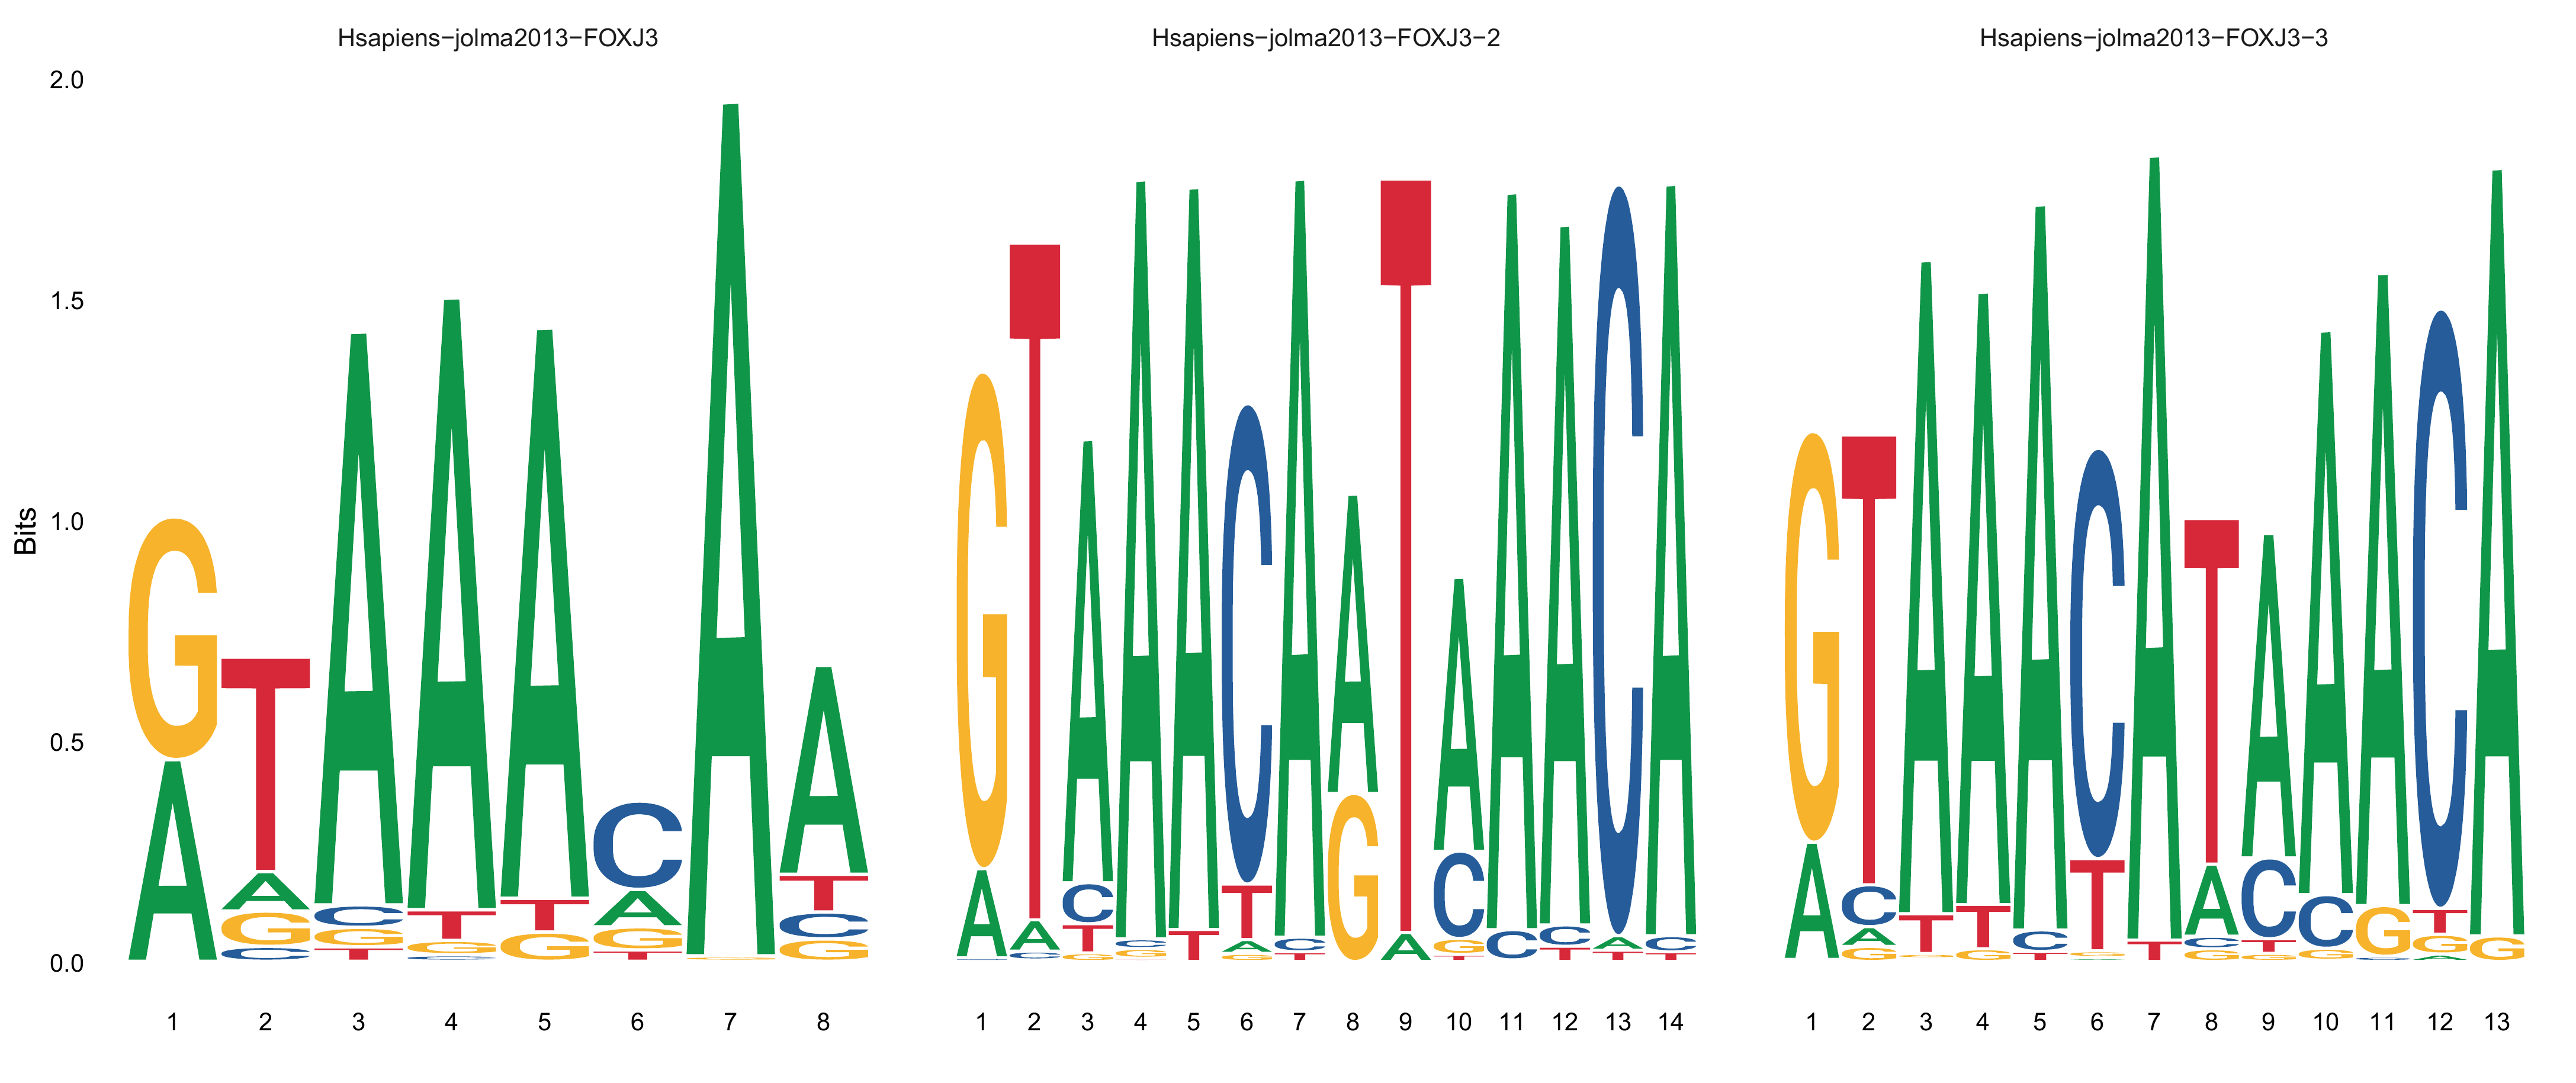 Hsapiens−jolma2013−FOXJ3 Hsapiens−jolma2013−FOXJ3−2 Hsapiens−jolma2013−FOXJ3−3
2.0
1.5
1.0
0.5
0.0
Bits
G T A A A C A A
A A C T T A T
G G G G G C
C T C T G
1 2 3 4 5 6 7 8
G T A A A C A A T A A A C A
A A C C T T C G A C C C A C
C T G A T G T T T
G G T
1 2 3 4 5 6 7 8 9 10 11 12 13 14
G T A A A C A T A A A C A
A C T T C T T A C C G T G
A G G T G C T G C G
G G G A
1 2 3 4 5 6 7 8 9 10 11 12 13